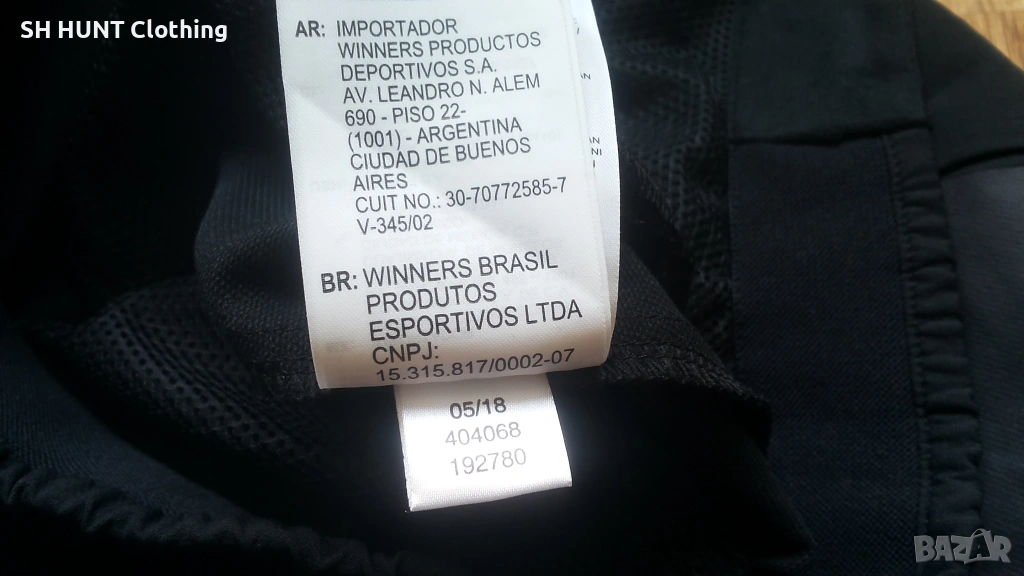 SH HUNT Clothing
AR: IMPORTADOR
WINNERS PRODUCTOS
DEPORTIVOS S.A.
AV. LEANDRO N. ALEM
690 - PISO 22-
(1001) - ARGENTINA
CIUDAD DE BUENOS
AIRES
CUIT NO.: 30-70772585-7
V-345/02
BR: WINNERS BRASIL
PRODUTOS
ESPORTIVOS LTDA
CNPJ:
15.315.817/0002-07
05/18
404068
192780
BAZAR